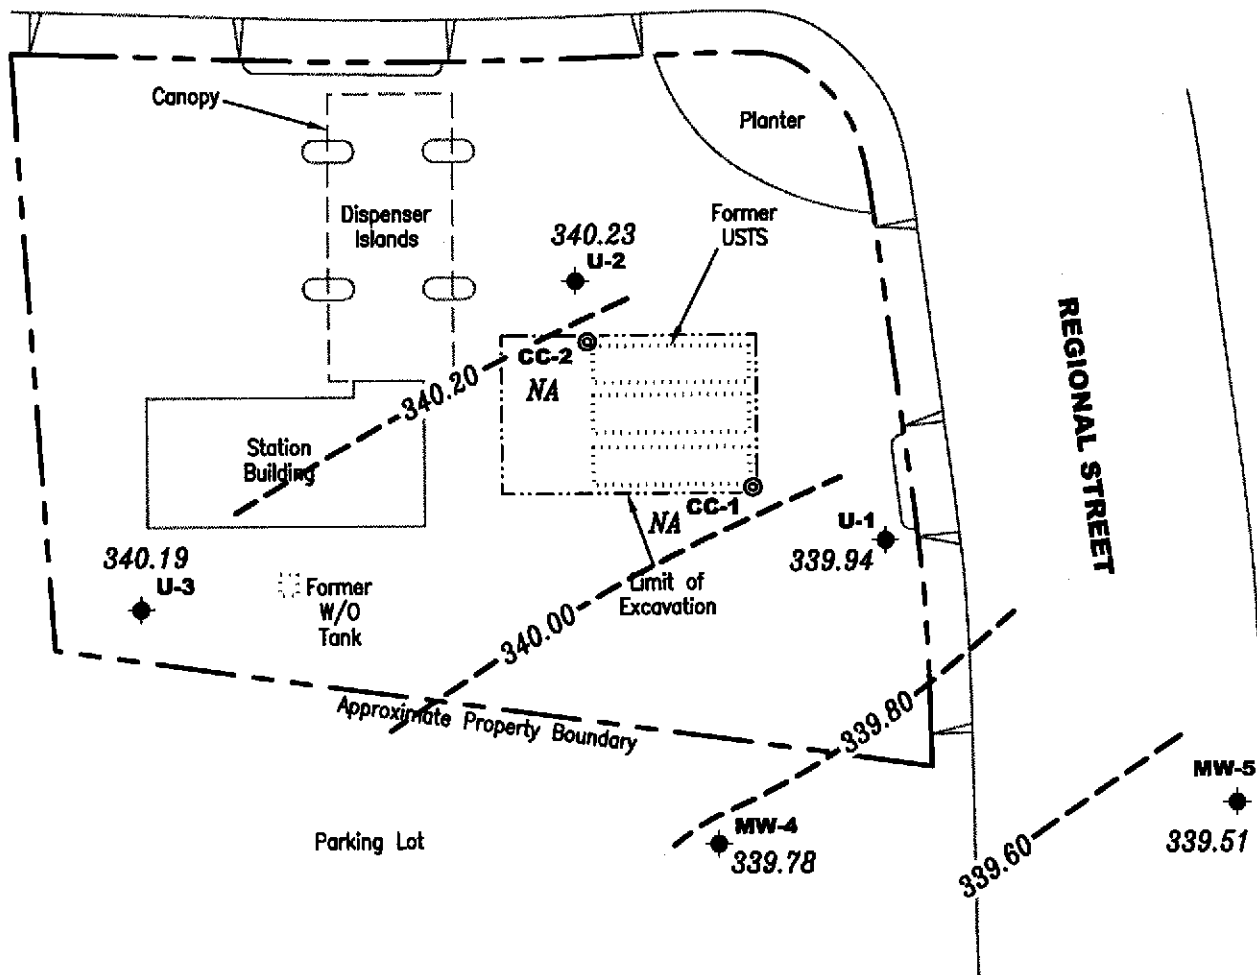 Canopy
Planter
Dispenser
Islands
Former
USTS
340.23
U-2
CC-2
NA
340.20
REGIONAL STREET
Station
Building
CC-1
NA
U-1
339.94
340.19
U-3
Former
W/O
Tank
Limit of
Excavation
340.00
Approximate Property Boundary
339.80
MW-5
339.51
Parking Lot
MW-4
339.78
339.60